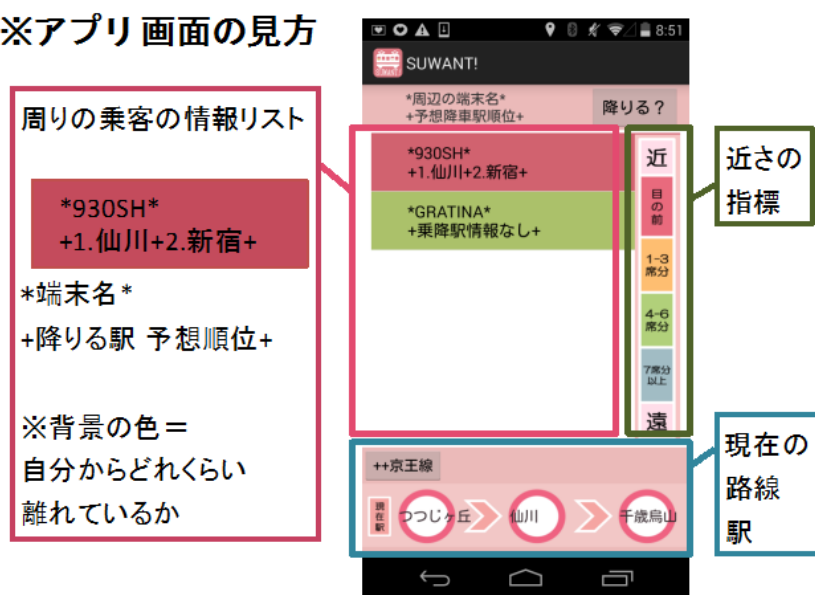 ※アプリ画面の見方
周りの乗客の情報リスト
*930SH*
+1.仙川+2.新宿+
*端末名*
+降りる駅 予想順位+
※背景の色＝
自分からどれくらい
離れているか
8:51
SUWANT!
*周辺の端末名*
+予想降車駅順位+
降りる？
*930SH*
+1.仙川+2.新宿+
*GRATINA*
+乗降駅情報なし+
近
目の前
1-3
席分
4-6
席分
7席分
以上
遠
近さの
指標
++京王線
現在駅
つつじヶ丘
仙川
千歳烏山
現在の
路線
駅